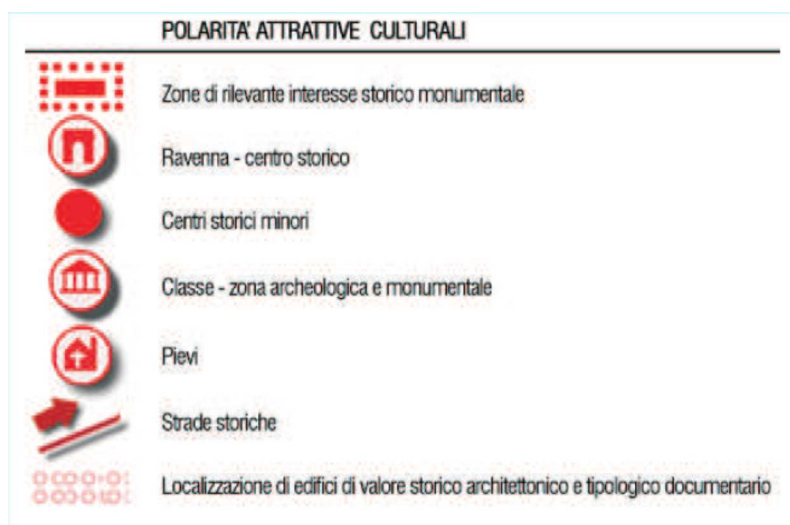 POLARITA' ATTRATTIVE CULTURALI
Zone di rilevante interesse storico monumentale
Ravenna - centro storico
Centri storici minori
Classe - zona archeologica e monumentale
Pievi
Strade storiche
Localizzazione di edifici di valore storico architettonico e tipologico documentario